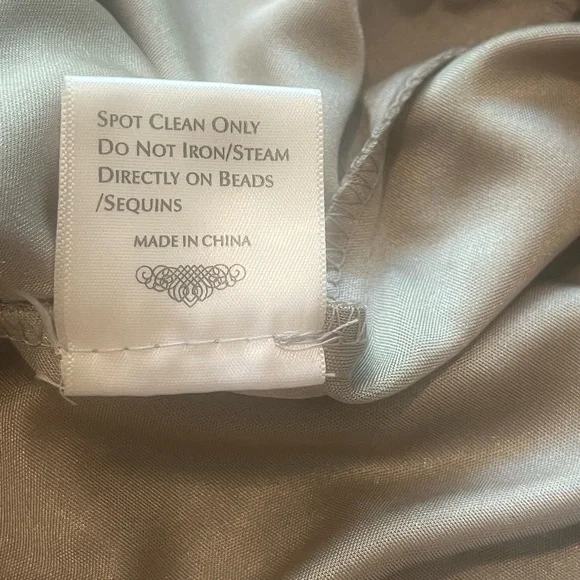 SPOT CLEAN ONLY
DO NOT IRON/STEAM
DIRECTLY ON BEADS
/SEQUINS
MADE IN CHINA